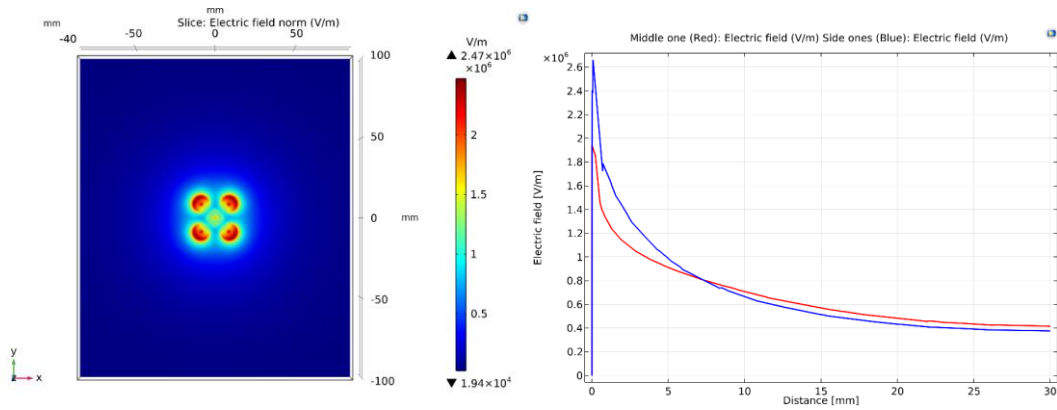 mm
Slice: Electric field norm (V/m)
-40 0 50
mm
V/m
▲ 2.47×10⁶
×10⁶
100
50
0
mm
-50
-100
2
1.5
1
0.5
▼ 1.94×10⁴
y
z x
Middle one (Red): Electric field (V/m) Side ones (Blue): Electric field (V/m)
×10⁶
2.6
2.4
2.2
2
1.8
1.6
1.4
1.2
1
0.8
0.6
0.4
0.2
0
Electric field [V/m]
0 5 10 15 20 25 30
Distance [mm]